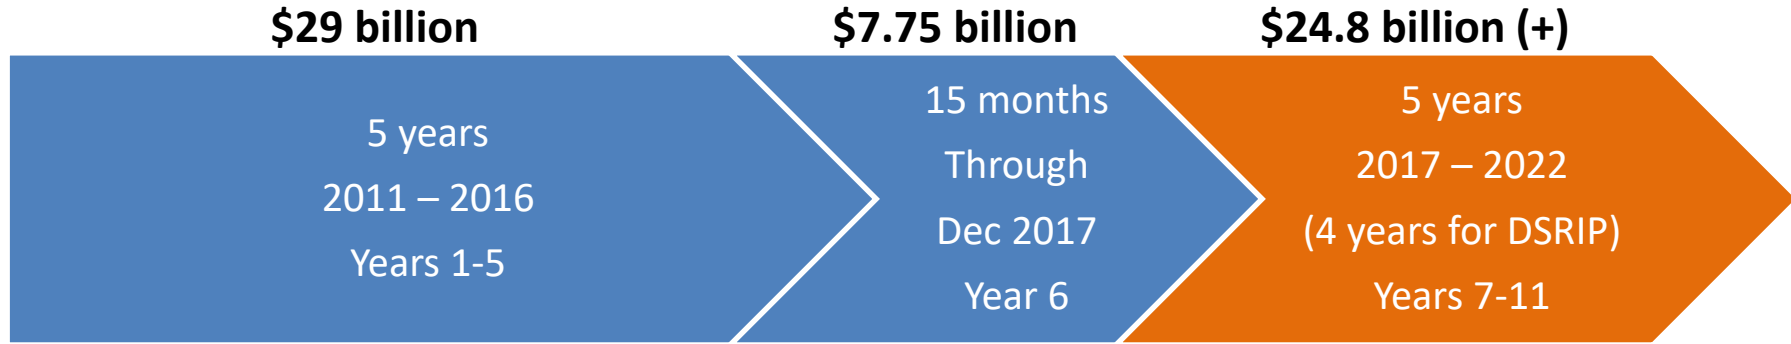 $29 billion
5 years
2011 – 2016
Years 1-5
$7.75 billion
15 months
Through
Dec 2017
Year 6
$24.8 billion (+)
5 years
2017 – 2022
(4 years for DSRIP)
Years 7-11